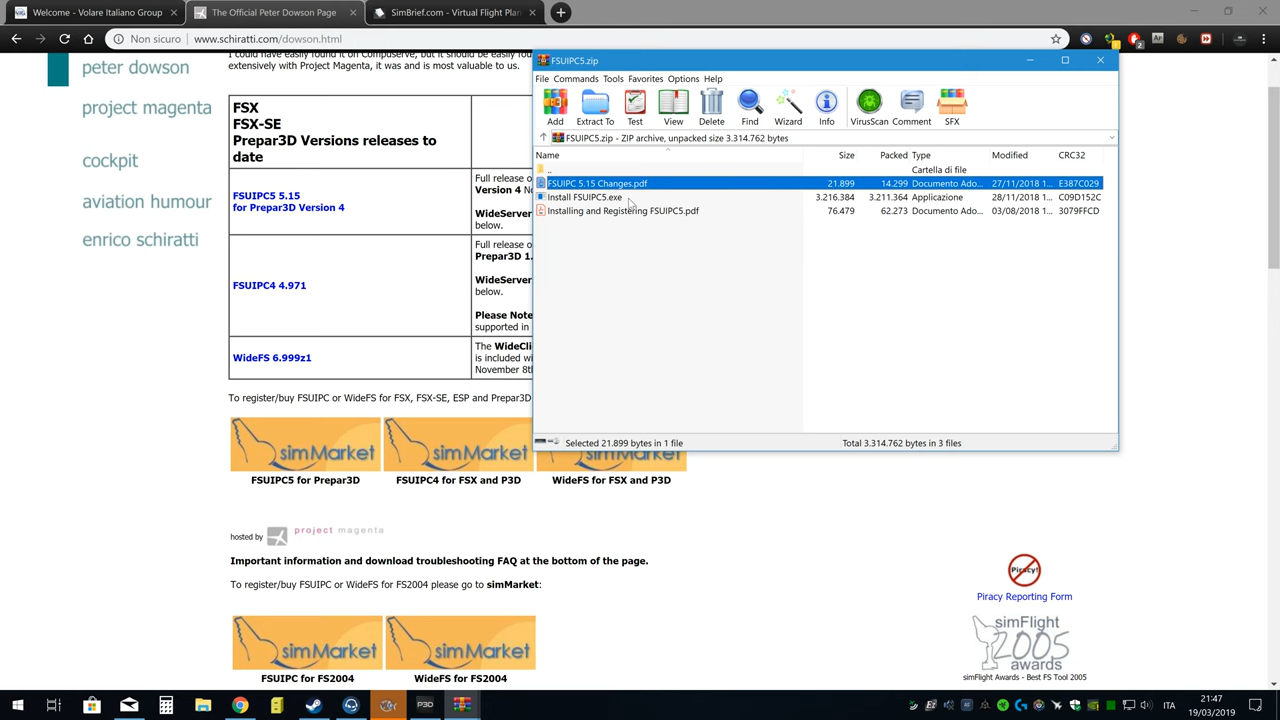 Welcome - Volare Italiano Group
The Official Peter Dowson Page
SimBrief.com - Virtual Flight Plan
Non sicuro
www.schiratti.com/dowson.html
I could have easily found it on Compuserve, but it should be easily fou
extensively with Project Magenta, it was and is most valuable to us.
peter dowson
project magenta
cockpit
aviation humour
enrico schiratti
FSX
FSX-SE
Prepar3D Versions releases to
date
FSUIPC5 5.15
for Prepar3D Version 4
Full release o
Version 4 N
WideServer
below.
FSUIPC4 4.971
Full release o
Prepar3D 1.
WideServer
below.
Please Note
supported in
WideFS 6.999z1
The WideCl
is included wi
November 8th
To register/buy FSUIPC or WideFS for FSX, FSX-SE, ESP and Prepar3D
simMarket
simMarket
simMarket
FSUIPC5 for Prepar3D
FSUIPC4 for FSX and P3D
WideFS for FSX and P3D
hosted by
project magenta
Important information and download troubleshooting FAQ at the bottom of the page.
To register/buy FSUIPC or WideFS for FS2004 please go to simMarket:
simMarket
simMarket
FSUIPC for FS2004
WideFS for FS2004
Piracy!
Piracy Reporting Form
simFlight
2005
awards
simFlight Awards - Best FS Tool 2005
FSUIPC5.zip
File Commands Tools Favorites Options Help
Add Extract To Test View Delete Find Wizard Info VirusScan Comment SFX
FSUIPC5.zip - ZIP archive, unpacked size 3.314.762 bytes
Name Size Packed Type Modified CRC32
.. Cartella di file
FSUIPC 5.15 Changes.pdf 21.899 14.299 Documento Ado... 27/11/2018 1... E387C029
Install FSUIPC5.exe 3.216.384 3.211.364 Applicazione 28/11/2018 1... C09D152C
Installing and Registering FSUIPC5.pdf 76.479 62.273 Documento Ado... 03/08/2018 1... 3079FFCD
Selected 21.899 bytes in 1 file
Total 3.314.762 bytes in 3 files
P3D
ITA
21:47
19/03/2019